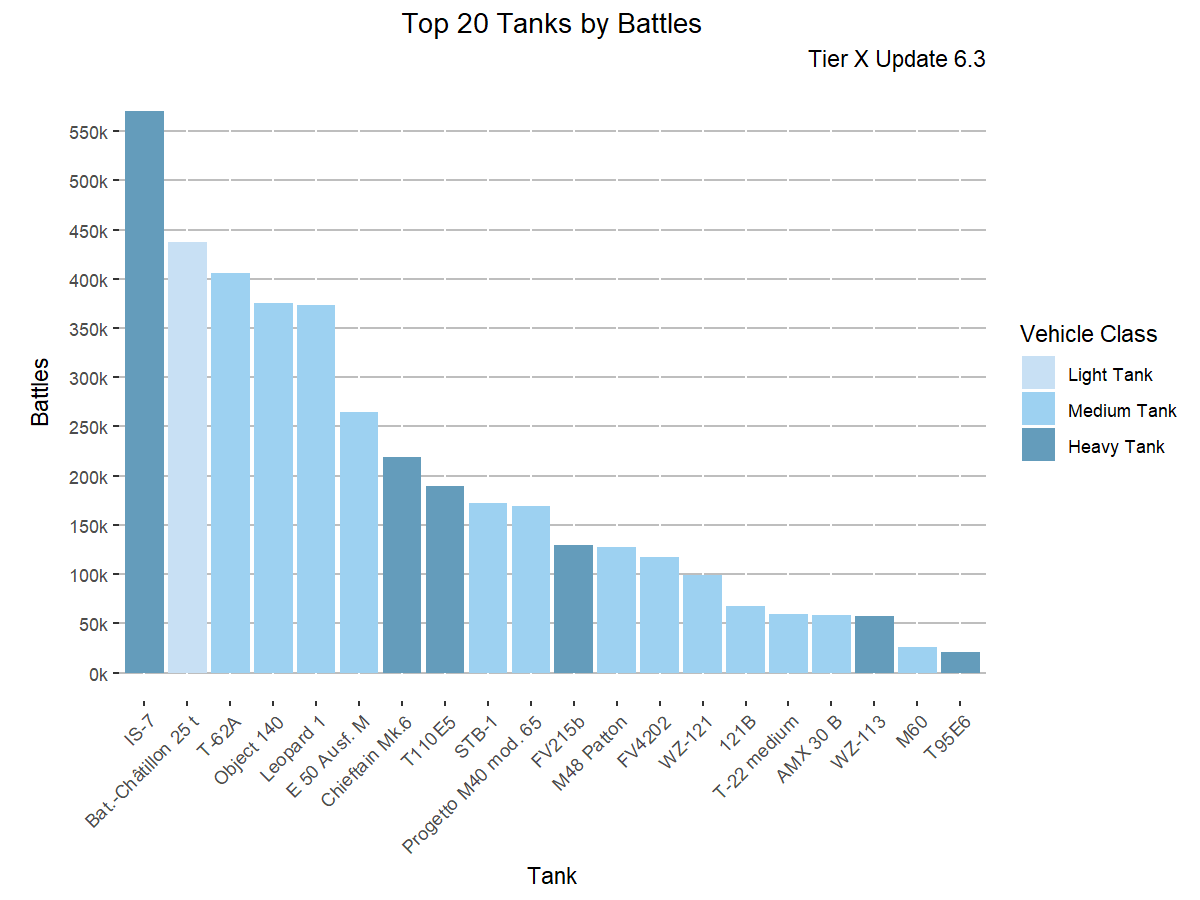 Top 20 Tanks by Battles
Tier X Update 6.3
550k
500k
450k
400k
350k
300k
250k
200k
150k
100k
50k
0k
Battles
IS-7
Bat.-Châtillon 25 t
T-62A
Object 140
Leopard 1
E 50 Ausf. M
Chieftain Mk.6
T110E5
STB-1
Progetto M40 mod. 65
FV215b
M48 Patton
FV4202
WZ-121
121B
T-22 medium
AMX 30 B
WZ-113
M60
T95E6
Tank
Vehicle Class
Light Tank
Medium Tank
Heavy Tank